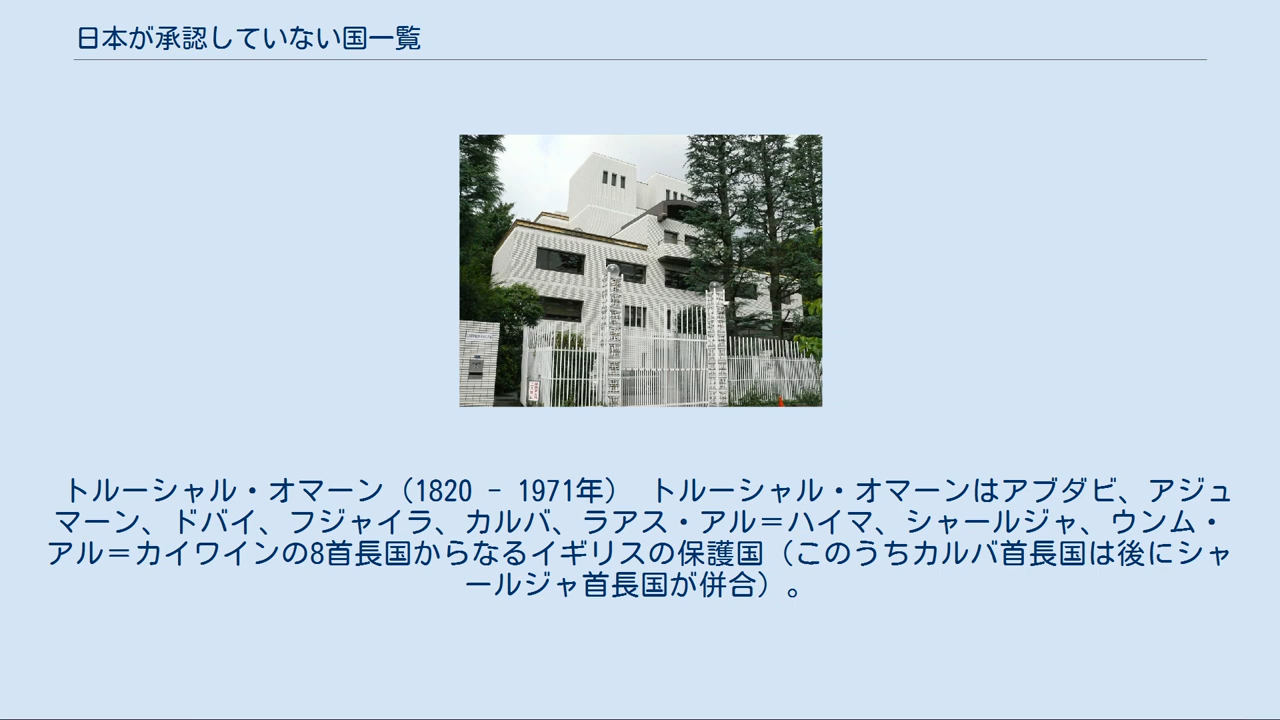 日本が承認していない国一覧
トルーシャル・オマーン（1820 - 1971年） トルーシャル・オマーンはアブダビ、アジュ
マーン、ドバイ、フジャイラ、カルバ、ラアス・アル＝ハイマ、シャールジャ、ウンム・
アル＝カイワインの8首長国からなるイギリスの保護国（このうちカルバ首長国は後にシャ
ールジャ首長国が併合）。